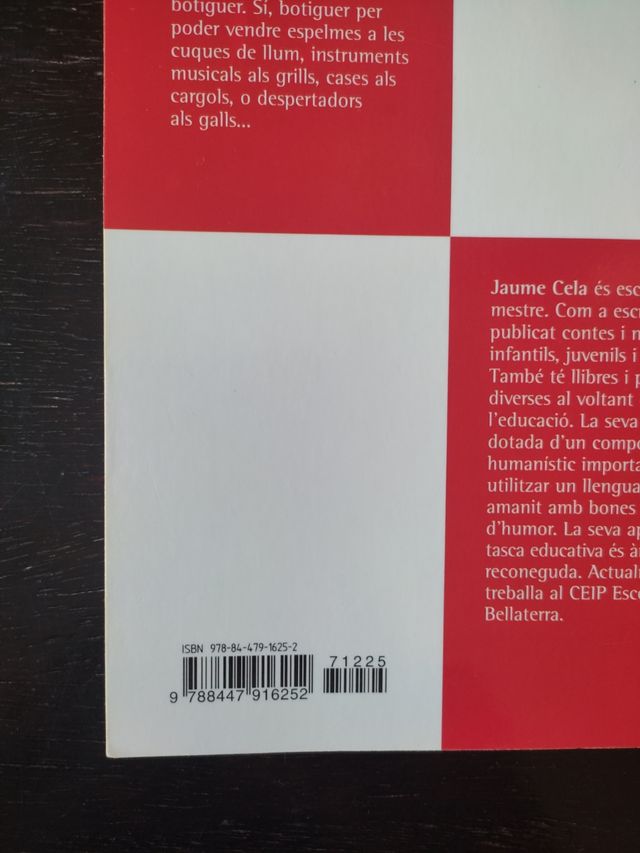 botiguer. Sí, botiguer per
poder vendre espelmes a les
cuques de llum, instruments
musicals als grills, cases als
cargols, o despertadors
als galls...
Jaume Cela és
mestre. Com a
publicat contes i
infantils, juvenils i
També té llibres i
diverses al voltant
l'educació. La seva
dotada d'un
humanístic
utilitzar un
amanit amb bones
d'humor. La seva
tasca educativa és
reconeguda.
treballa al CEIP
Bellaterra.
ISBN 978-84-479-1625-2
71225
9 788447 916252